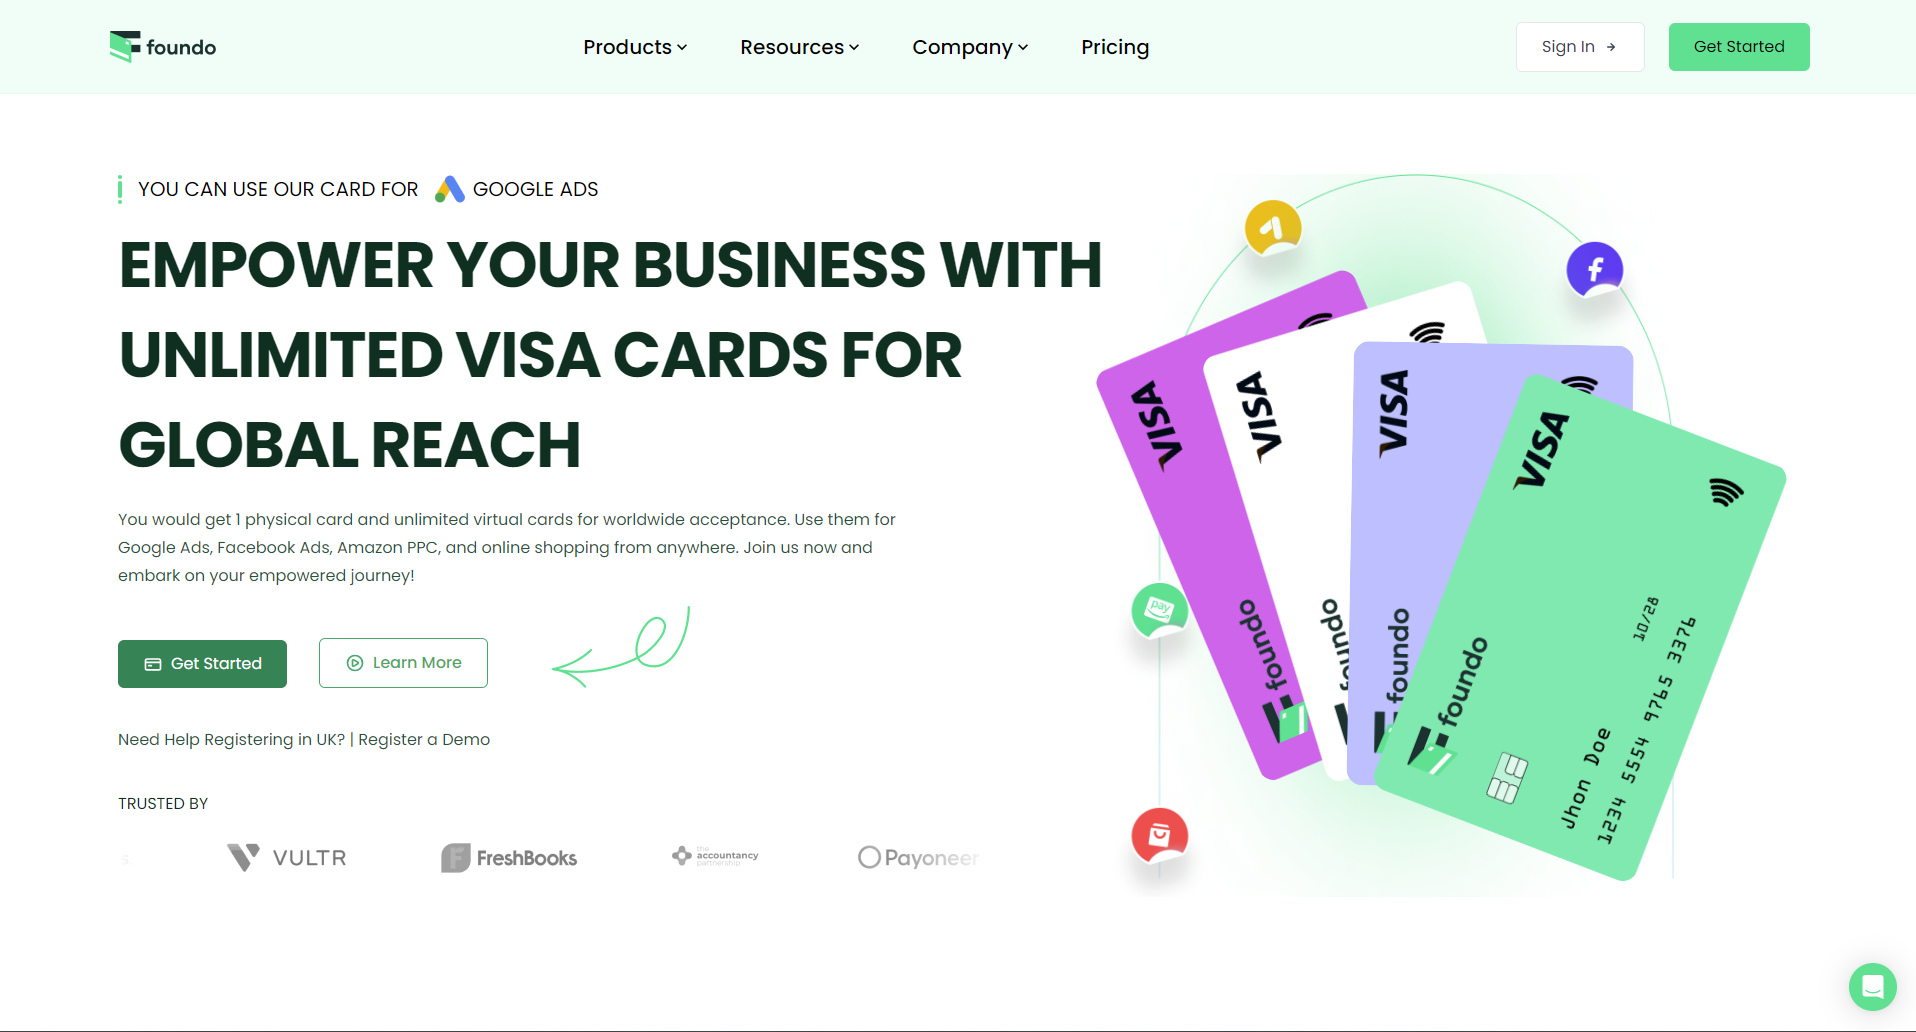 foundo
Products
Resources
Company
Pricing
Sign In
Get Started
YOU CAN USE OUR CARD FOR GOOGLE ADS
EMPOWER YOUR BUSINESS WITH
UNLIMITED VISA CARDS FOR
GLOBAL REACH
You would get 1 physical card and unlimited virtual cards for worldwide acceptance. Use them for
Google Ads, Facebook Ads, Amazon PPC, and online shopping from anywhere. Join us now and
embark on your empowered journey!
Get Started
Learn More
Need Help Registering in UK? | Register a Demo
TRUSTED BY
VULTR
FreshBooks
the
accountancy
partnership
Payoneer
VISA
foundo
VISA
foundo
VISA
foundo
VISA
foundo
10/28
Jhon Doe
1234 5554 9765 3376
pay